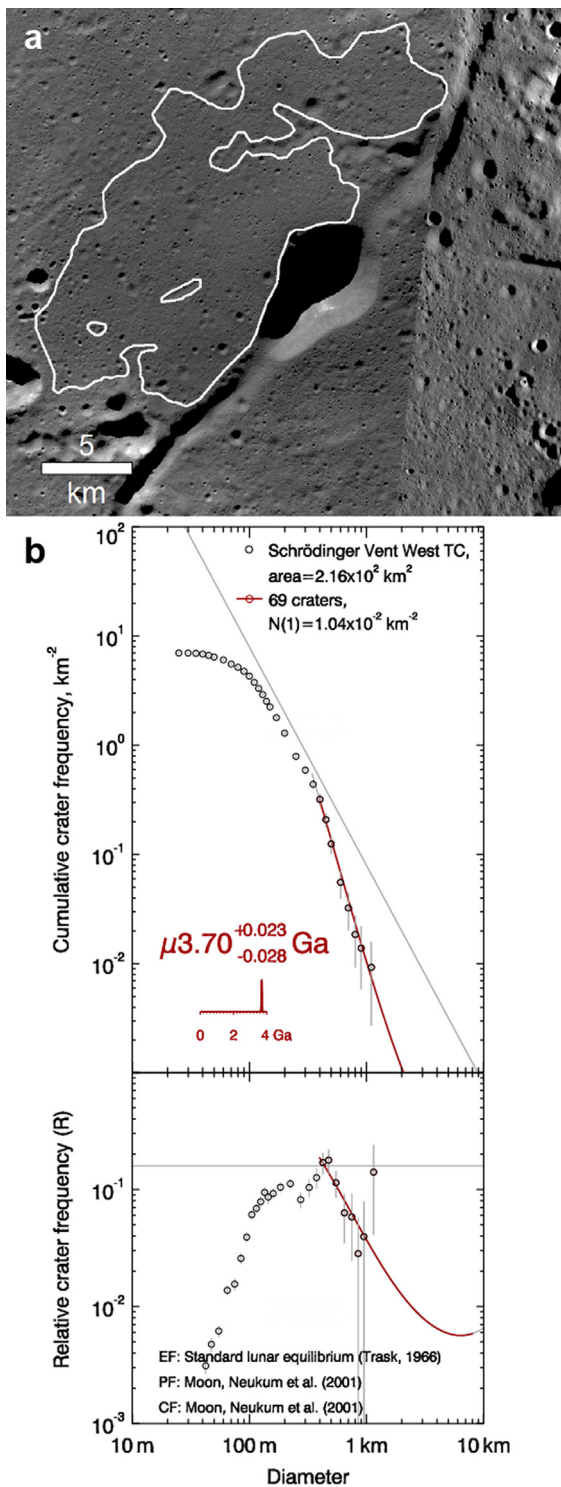 a
5
km
b
10² 
Schrödinger Vent West TC,
area=2.16x10² km²
69 craters,
N(1)=1.04x10⁻² km⁻²
10¹
10⁰
10⁻¹
10⁻²
Cumulative crater frequency, km⁻²
μ3.70 +0.023 -0.028 Ga
0 2 4 Ga
10⁻¹
10⁻²
10⁻³
Relative crater frequency (R)
EF: Standard lunar equilibrium (Trask, 1966)
PF: Moon, Neukum et al. (2001)
CF: Moon, Neukum et al. (2001)
10 m 100 m 1 km 10 km
Diameter